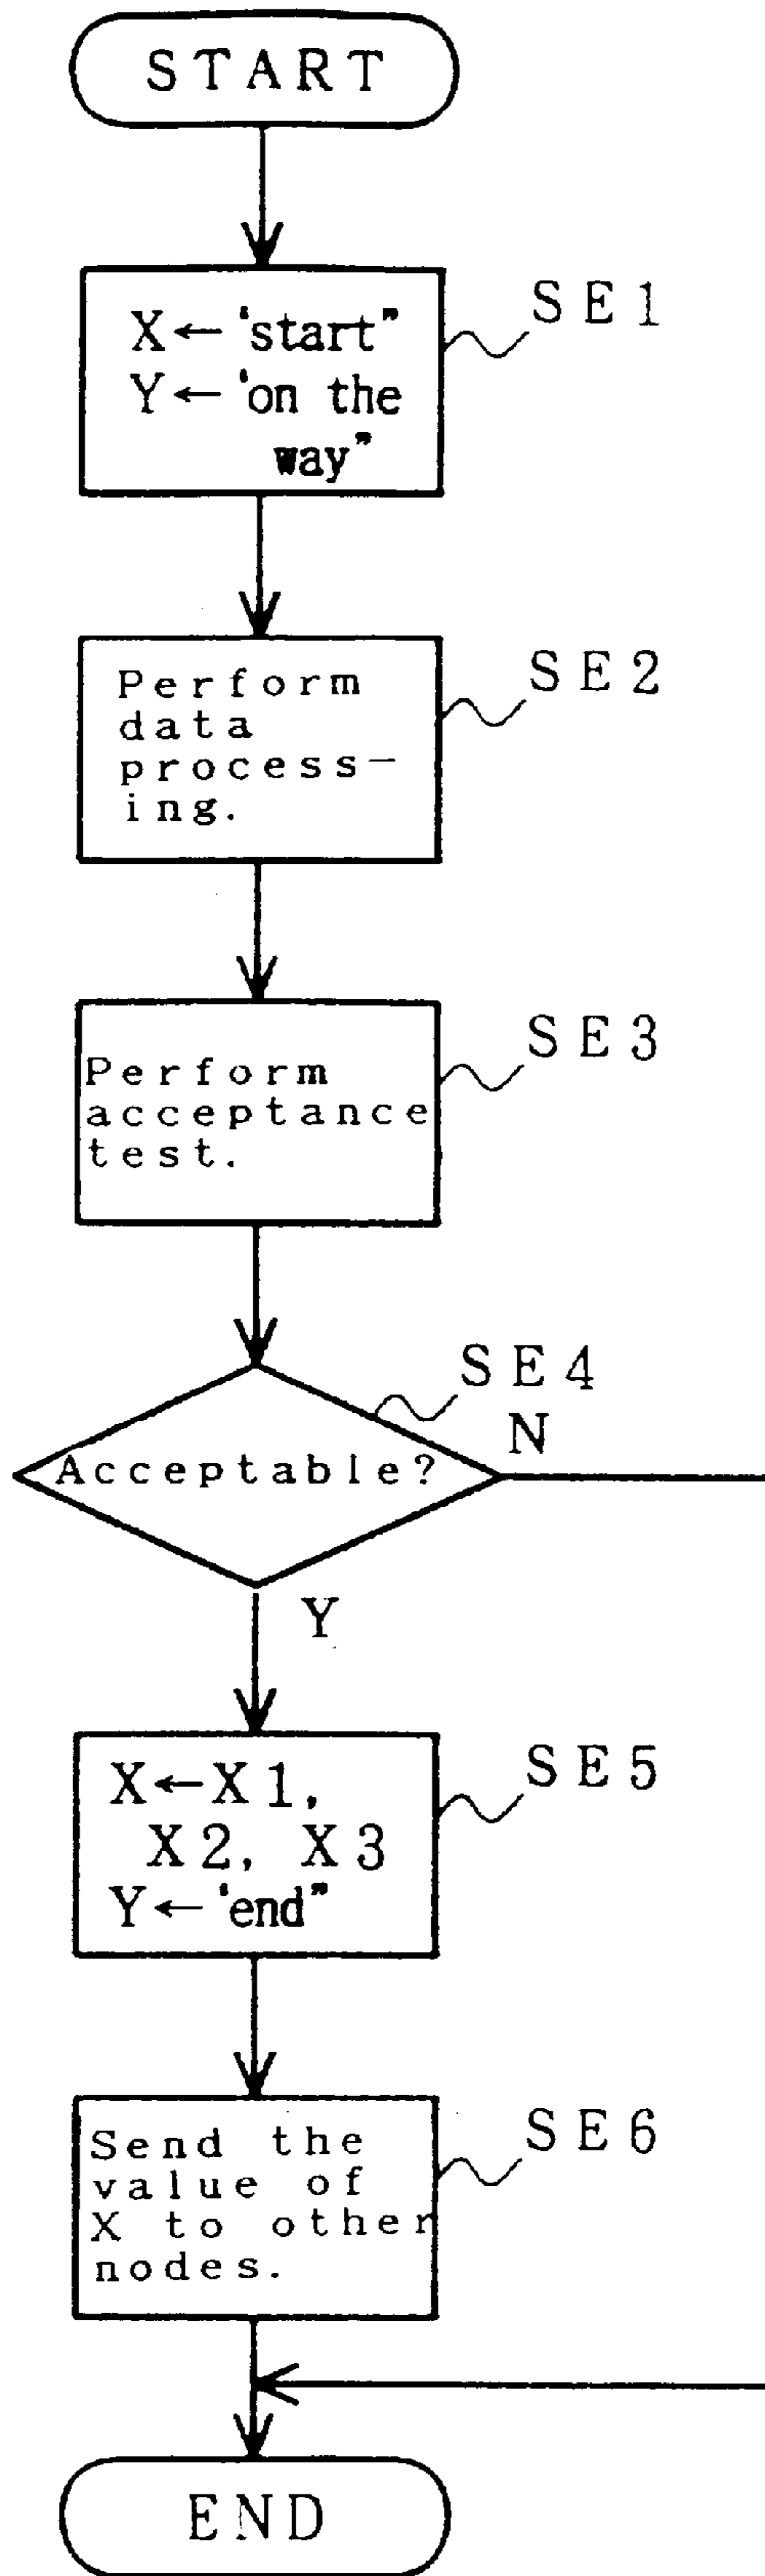 START
X←‘start”
Y←‘on the
way”
SE1
Perform
data
process-
ing.
SE2
Perform
acceptance
test.
SE3
SE4
Acceptable?
N
Y
X←X1,
X2, X3
Y←‘end”
SE5
Send the
value of
X to other
nodes.
SE6
END